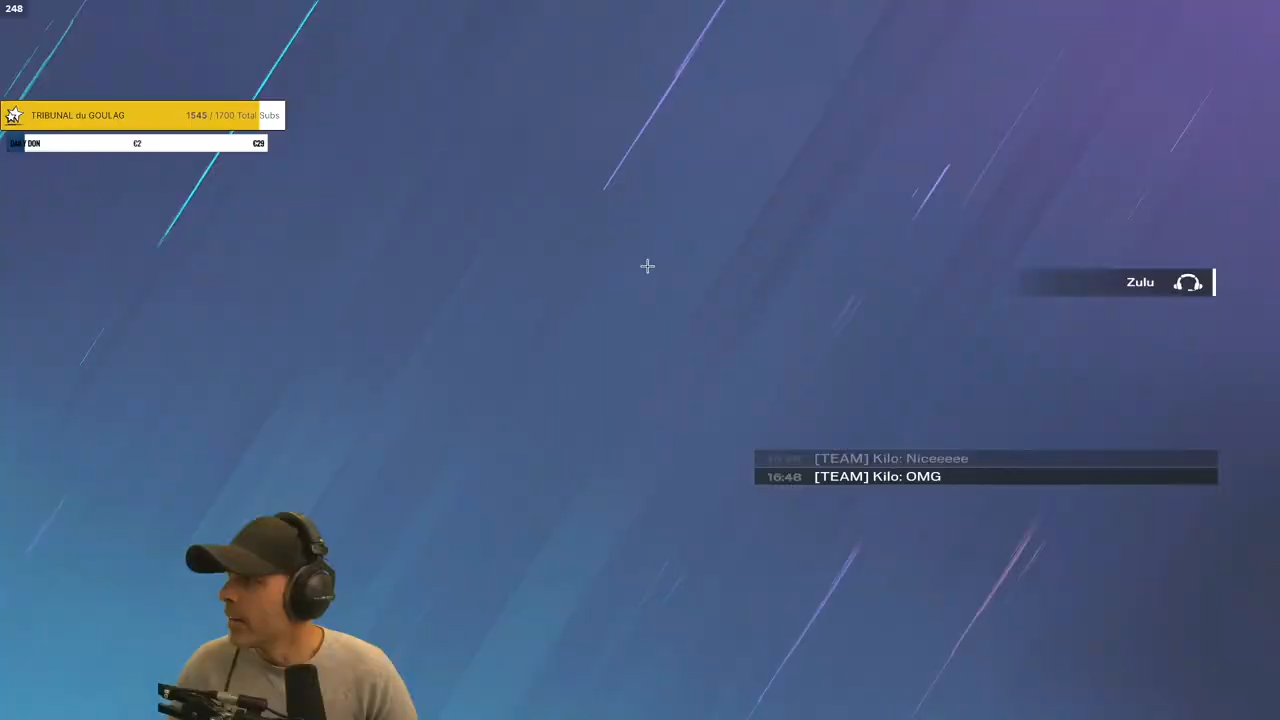 248
TRIBUNAL du GOULAG 1545 / 1700 Total Subs
DON €2 €29
Zulu
[TEAM] Kilo: Niceeeee
16:48 [TEAM] Kilo: OMG